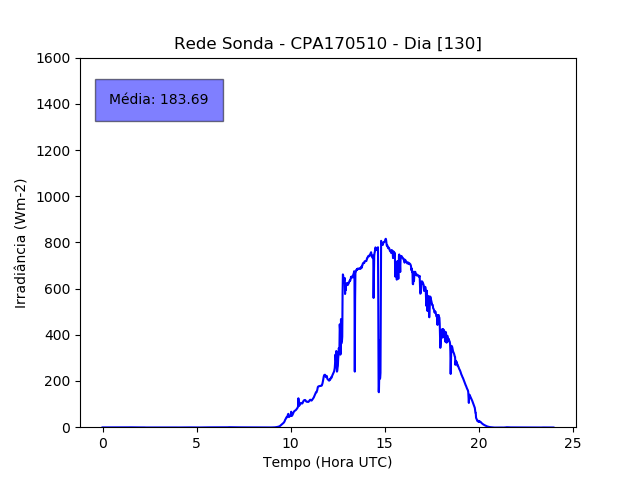 Rede Sonda - CPA170510 - Dia [130]
1600
1400
1200
1000
800
600
400
200
0
Irradiância (Wm-2)
Média: 183.69
0 5 10 15 20 25
Tempo (Hora UTC)